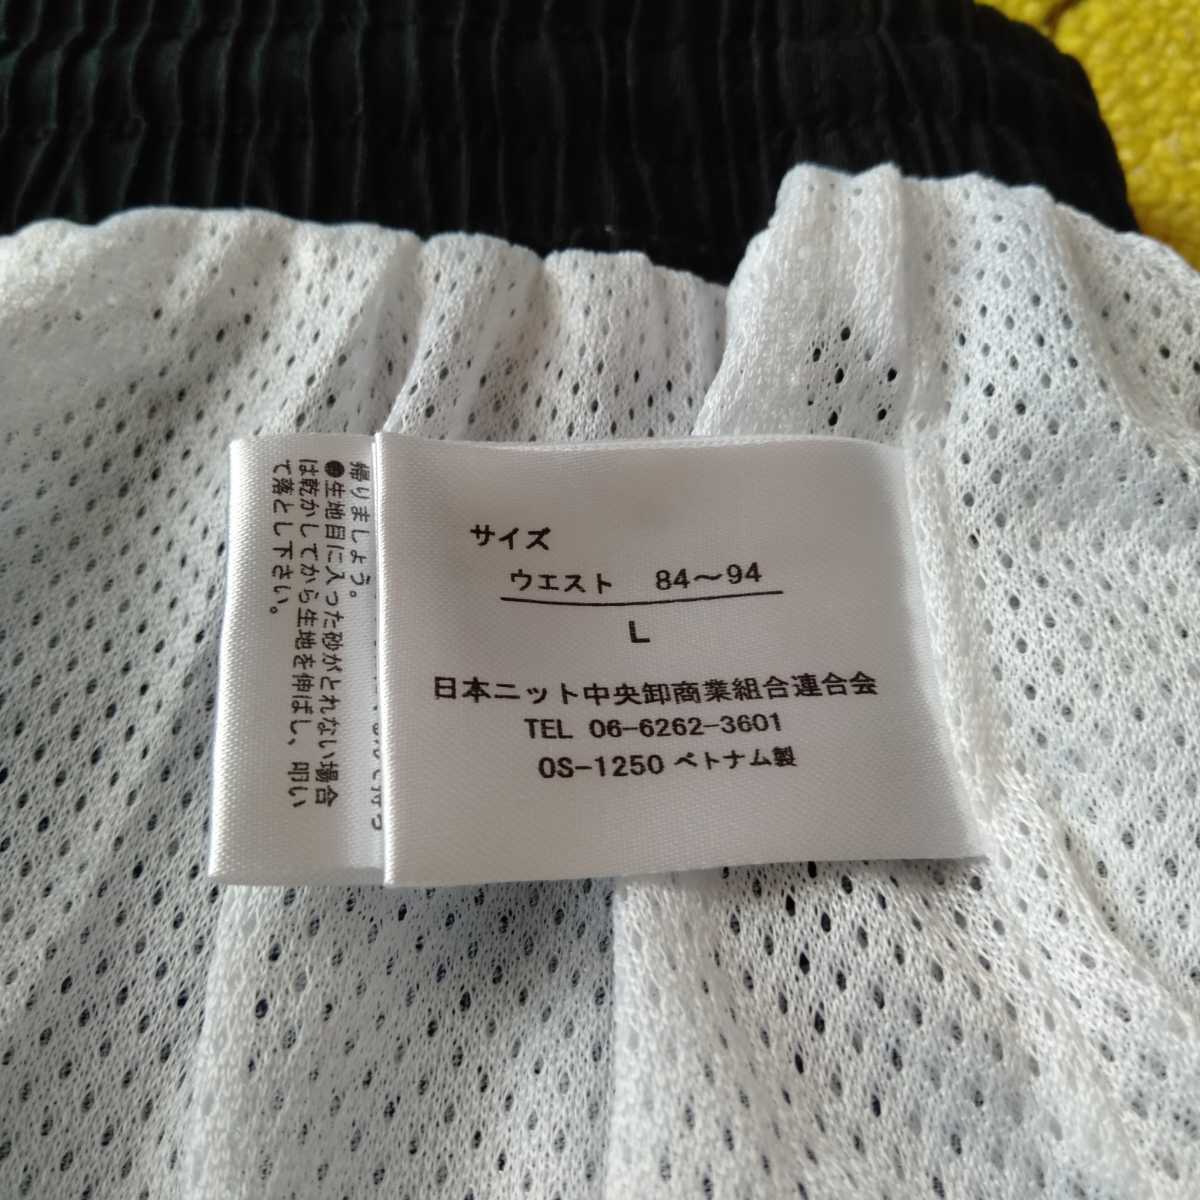 サイズ
ウエスト 84～94
L
日本ニット中央卸商業組合連合会
TEL 06-6262-3601
OS-1250 ベトナム製
帰りましょう。
●生地目に入った砂がとれない場合
は乾かしてから生地を伸ばし、叩い
て落とし下さい。